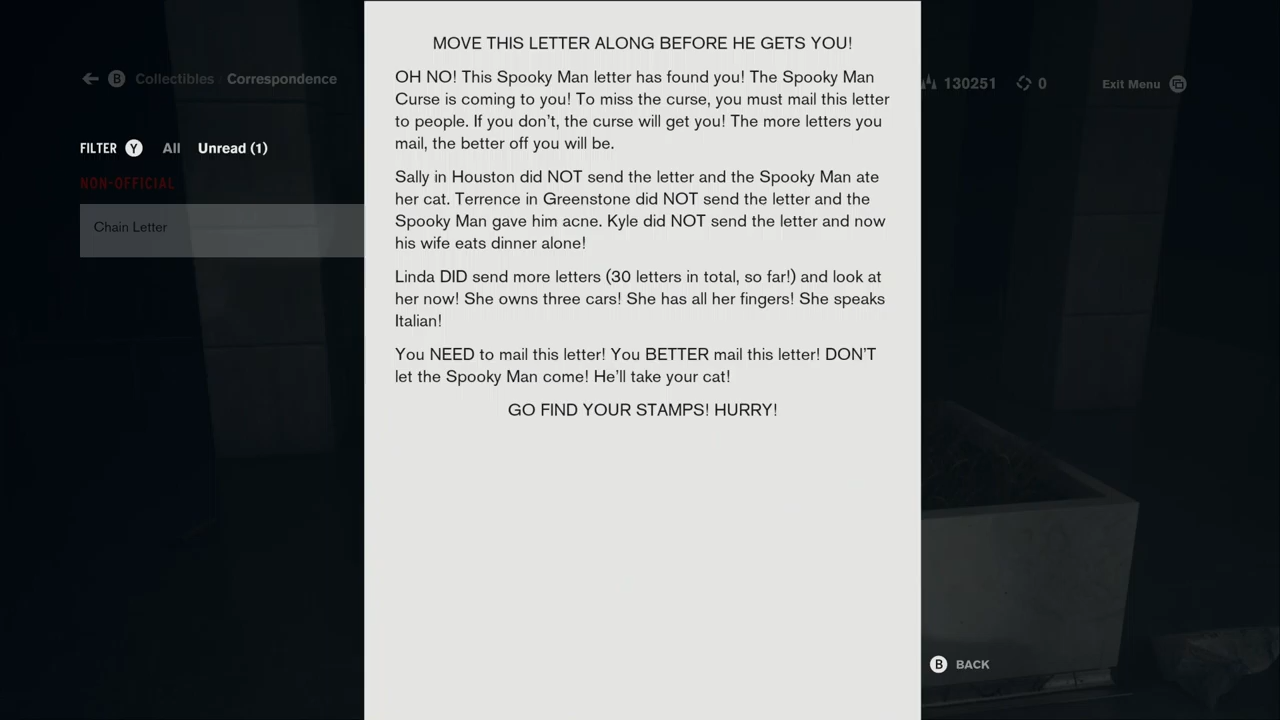 MOVE THIS LETTER ALONG BEFORE HE GETS YOU!
OH NO! This Spooky Man letter has found you! The Spooky Man
Curse is coming to you! To miss the curse, you must mail this letter
to people. If you don't, the curse will get you! The more letters you
mail, the better off you will be.
Sally in Houston did NOT send the letter and the Spooky Man ate
her cat. Terrence in Greenstone did NOT send the letter and the
Spooky Man gave him acne. Kyle did NOT send the letter and now
his wife eats dinner alone!
Linda DID send more letters (30 letters in total, so far!) and look at
her now! She owns three cars! She has all her fingers! She speaks
Italian!
You NEED to mail this letter! You BETTER mail this letter! DON'T
let the Spooky Man come! He'll take your cat!
GO FIND YOUR STAMPS! HURRY!
B Collectibles Correspondence
130251 0 Exit Menu
FILTER Y All Unread (1)
NON-OFFICIAL
Chain Letter
B BACK